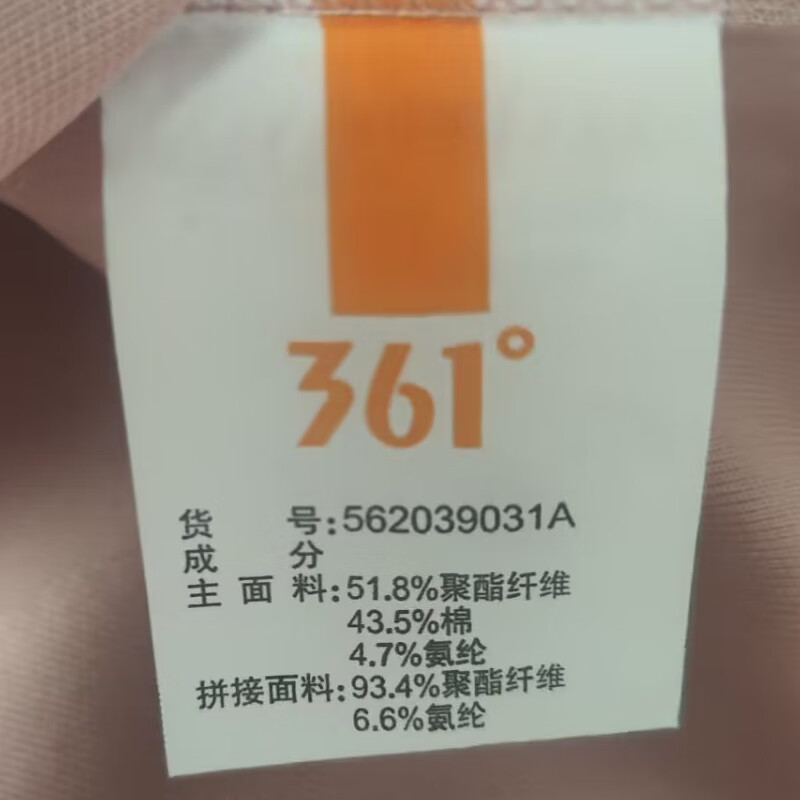 361°
货 号:562039031A
成 分
主 面 料:51.8%聚酯纤维
43.5%棉
4.7%氨纶
拼接面料:93.4%聚酯纤维
6.6%氨纶